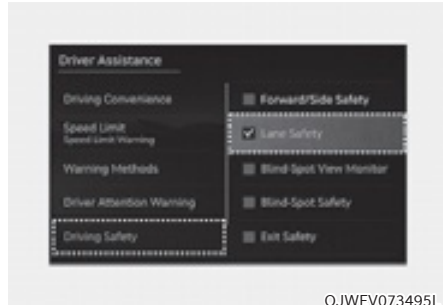 Driver Assistance
Driving Convenience
Speed Limit
Speed Limit Warning
Warning Methods
Driver Attention Warning
Driving Safety
Forward/Side Safety
Lane Safety
Blind-Spot View Monitor
Blind-Spot Safety
Exit Safety
OJWEV073495L